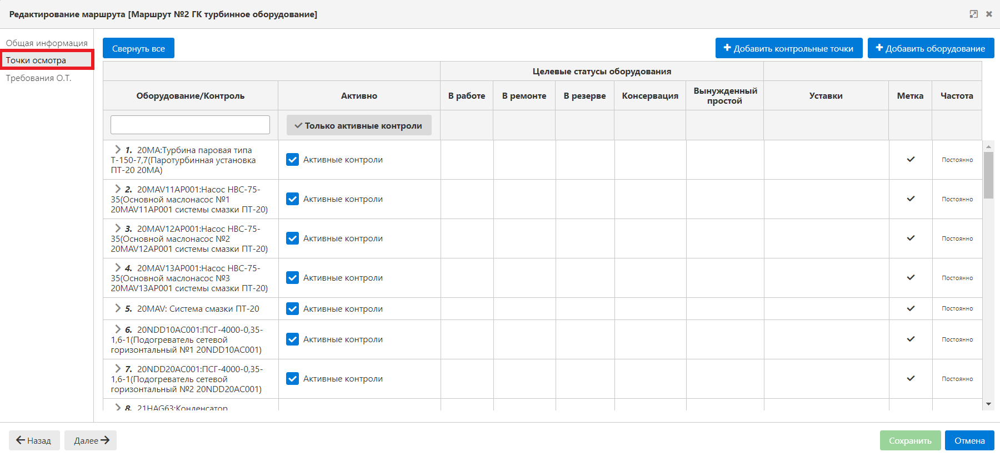 Редактирование маршрута [Маршрут №2 ГК турбинное оборудование]
Общая информация
Точки осмотра
Требования О.Т.
Свернуть все
Добавить контрольные точки
Добавить оборудование
Целевые статусы оборудования
Оборудование/Контроль
Активно
В работе
В ремонте
В резерве
Консервация
Вынужденный
простой
Уставки
Метка
Частота
Только активные контроли
1. 20MA:Турбина паровая типа
Т-150-7,7(Паротурбинная установка
ПТ-20 20MA)
Активные контроли
Постоянно
2. 20MAV11AP001:Насос НВС-75-
35(Основной маслонасос №1
20MAV11AP001 системы смазки ПТ-20)
Активные контроли
Постоянно
3. 20MAV12AP001:Насос НВС-75-
35(Основной маслонасос №2
20MAV12AP001 системы смазки ПТ-20)
Активные контроли
Постоянно
4. 20MAV13AP001:Насос НВС-75-
35(Основной маслонасос №3
20MAV13AP001 системы смазки ПТ-20)
Активные контроли
Постоянно
5. 20MAV: Система смазки ПТ-20
Активные контроли
Постоянно
6. 20NDD10AC001:ПСГ-4000-0,35-
1,6-1(Подогреватель сетевой
горизонтальный №1 20NDD10AC001)
Активные контроли
Постоянно
7. 20NDD20AC001:ПСГ-4000-0,35-
1,6-1(Подогреватель сетевой
горизонтальный №2 20NDD20AC001)
Активные контроли
Постоянно
8. 21HAG63:Конденсатор
Назад
Далее
Сохранить
Отмена